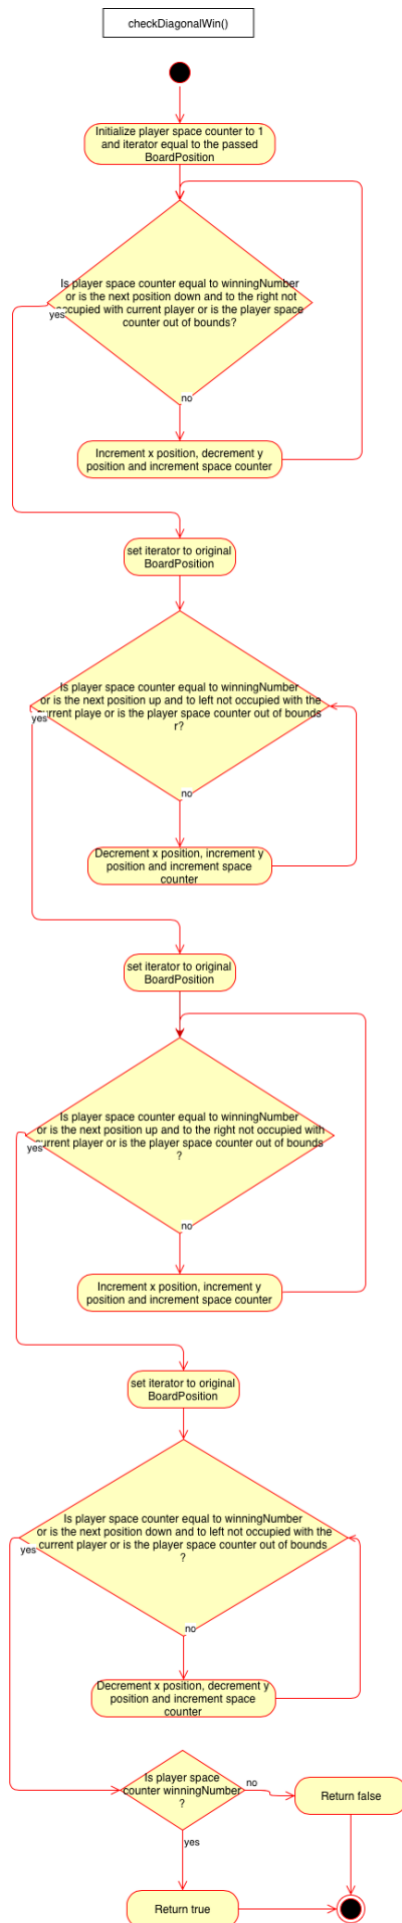 checkDiagonalWin()
Initialize player space counter to 1
and iterator equal to the passed
BoardPosition
Is player space counter equal to winningNumber
or is the next position down and to the right not
occupied with current player or is the player space
counter out of bounds?
yes
no
Increment x position, decrement y
position and increment space counter
set iterator to original
BoardPosition
Is player space counter equal to winningNumber
or is the next position up and to left not occupied with the
current playe or is the player space counter out of bounds
r?
yes
no
Decrement x position, increment y
position and increment space
counter
set iterator to original
BoardPosition
Is player space counter equal to winningNumber
or is the next position up and to the right not occupied with
current player or is the player space counter out of bounds
?
yes
no
Increment x position, increment y
position and increment space counter
set iterator to original
BoardPosition
Is player space counter equal to winningNumber
or is the next position down and to left not occupied with the
current player or is the player space counter out of bounds
?
yes
no
Decrement x position, decrement y
position and increment space
counter
Is player space
counter winningNumber
?
no
Return false
yes
Return true